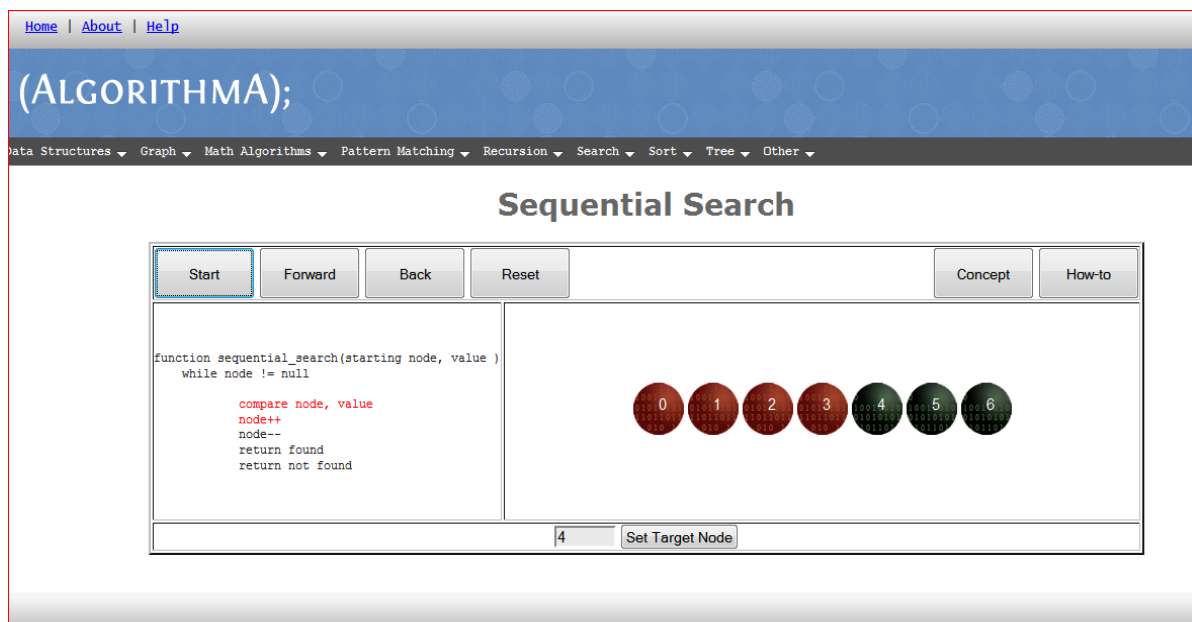 Home | About | Help
(ALGORITHMA);
Data Structures Graph Math Algorithms Pattern Matching Recursion Search Sort Tree Other
Sequential Search
Start Forward Back Reset Concept How-to
function sequential_search(starting node, value )
while node != null
compare node, value
node++
node--
return found
return not found
0 1 2 3 4 5 6
4 Set Target Node